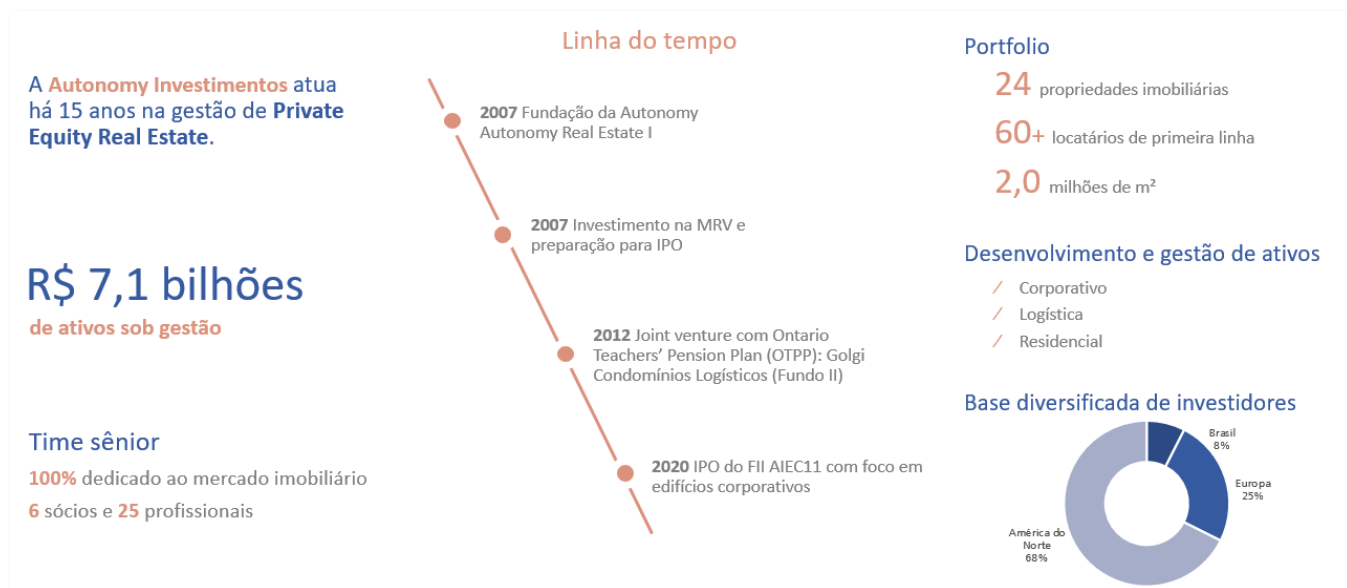 A Autonomy Investimentos atua
há 15 anos na gestão de Private
Equity Real Estate.
R$ 7,1 bilhões
de ativos sob gestão
Time sênior
100% dedicado ao mercado imobiliário
6 sócios e 25 profissionais
Linha do tempo
2007 Fundação da Autonomy
Autonomy Real Estate I
2007 Investimento na MRV e
preparação para IPO
2012 Joint venture com Ontario
Teachers’ Pension Plan (OTPP): Golgi
Condomínios Logísticos (Fundo II)
2020 IPO do FII AIEC11 com foco em
edifícios corporativos
Portfolio
24 propriedades imobiliárias
60+ locatários de primeira linha
2,0 milhões de m²
Desenvolvimento e gestão de ativos
/ Corporativo
/ Logística
/ Residencial
Base diversificada de investidores
Brasil
8%
Europa
25%
América do
Norte
68%